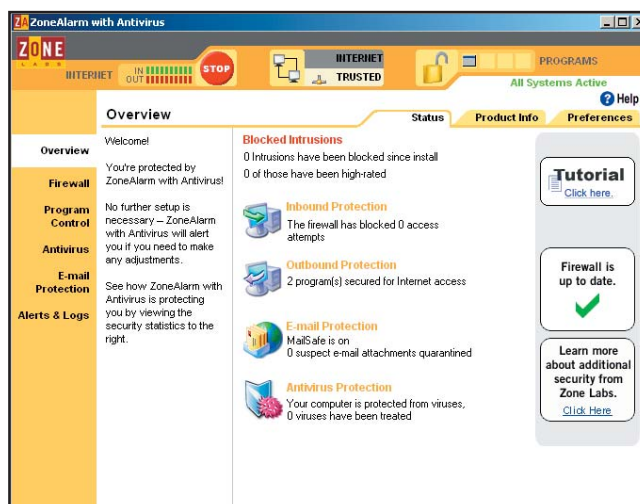 ZA ZoneAlarm with Antivirus
ZONE
LABS
INTERNET
IN
OUT
STOP
INTERNET
TRUSTED
PROGRAMS
All Systems Active
? Help
Overview
Status
Product Info
Preferences
Overview
Firewall
Program
Control
Antivirus
E-mail
Protection
Alerts & Logs
Welcome!
You're protected by
ZoneAlarm with Antivirus!
No further setup is
necessary – ZoneAlarm
with Antivirus will alert
you if you need to make
any adjustments.
See how ZoneAlarm with
Antivirus is protecting
you by viewing the
security statistics to the
right.
Blocked Intrusions
0 Intrusions have been blocked since install
0 of those have been high-rated
Inbound Protection
The firewall has blocked 0 access
attempts
Outbound Protection
2 program(s) secured for Internet access
E-mail Protection
MailSafe is on
0 suspect e-mail attachments quarantined
Antivirus Protection
Your computer is protected from viruses,
0 viruses have been treated
Tutorial
Click here.
Firewall is
up to date.
Learn more
about additional
security from
Zone Labs.
Click Here